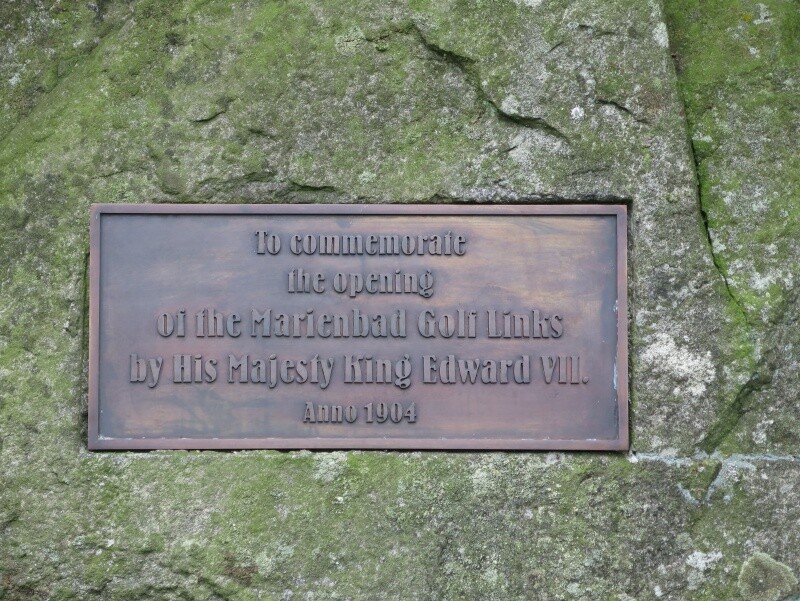 To commemorate
the opening
of the Marienbad Golf Links
by His Majesty King Edward VII.
Anno 1904